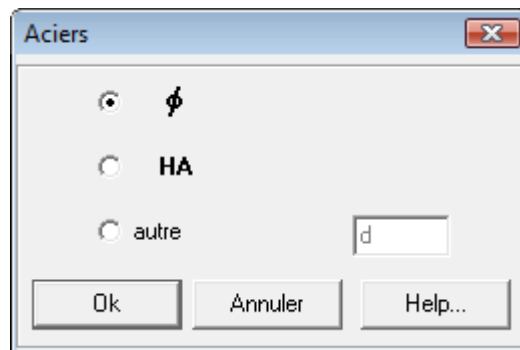 Aciers
ϕ
HA
autre d
Ok Annuler Help...